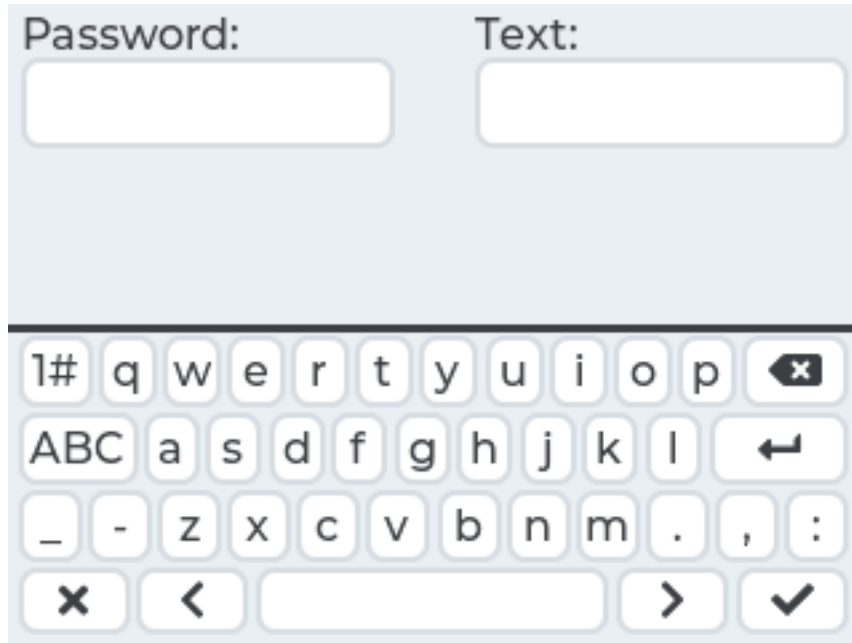 Password: Text:
1# q w e r t y u i o p
ABC a s d f g h j k l
_ - z x c v b n m . , :